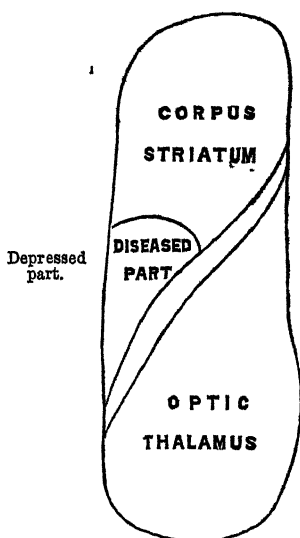 CORPUS
STRIATUM
DISEASED
PART
Depressed
part.
OPTIC
THALAMUS